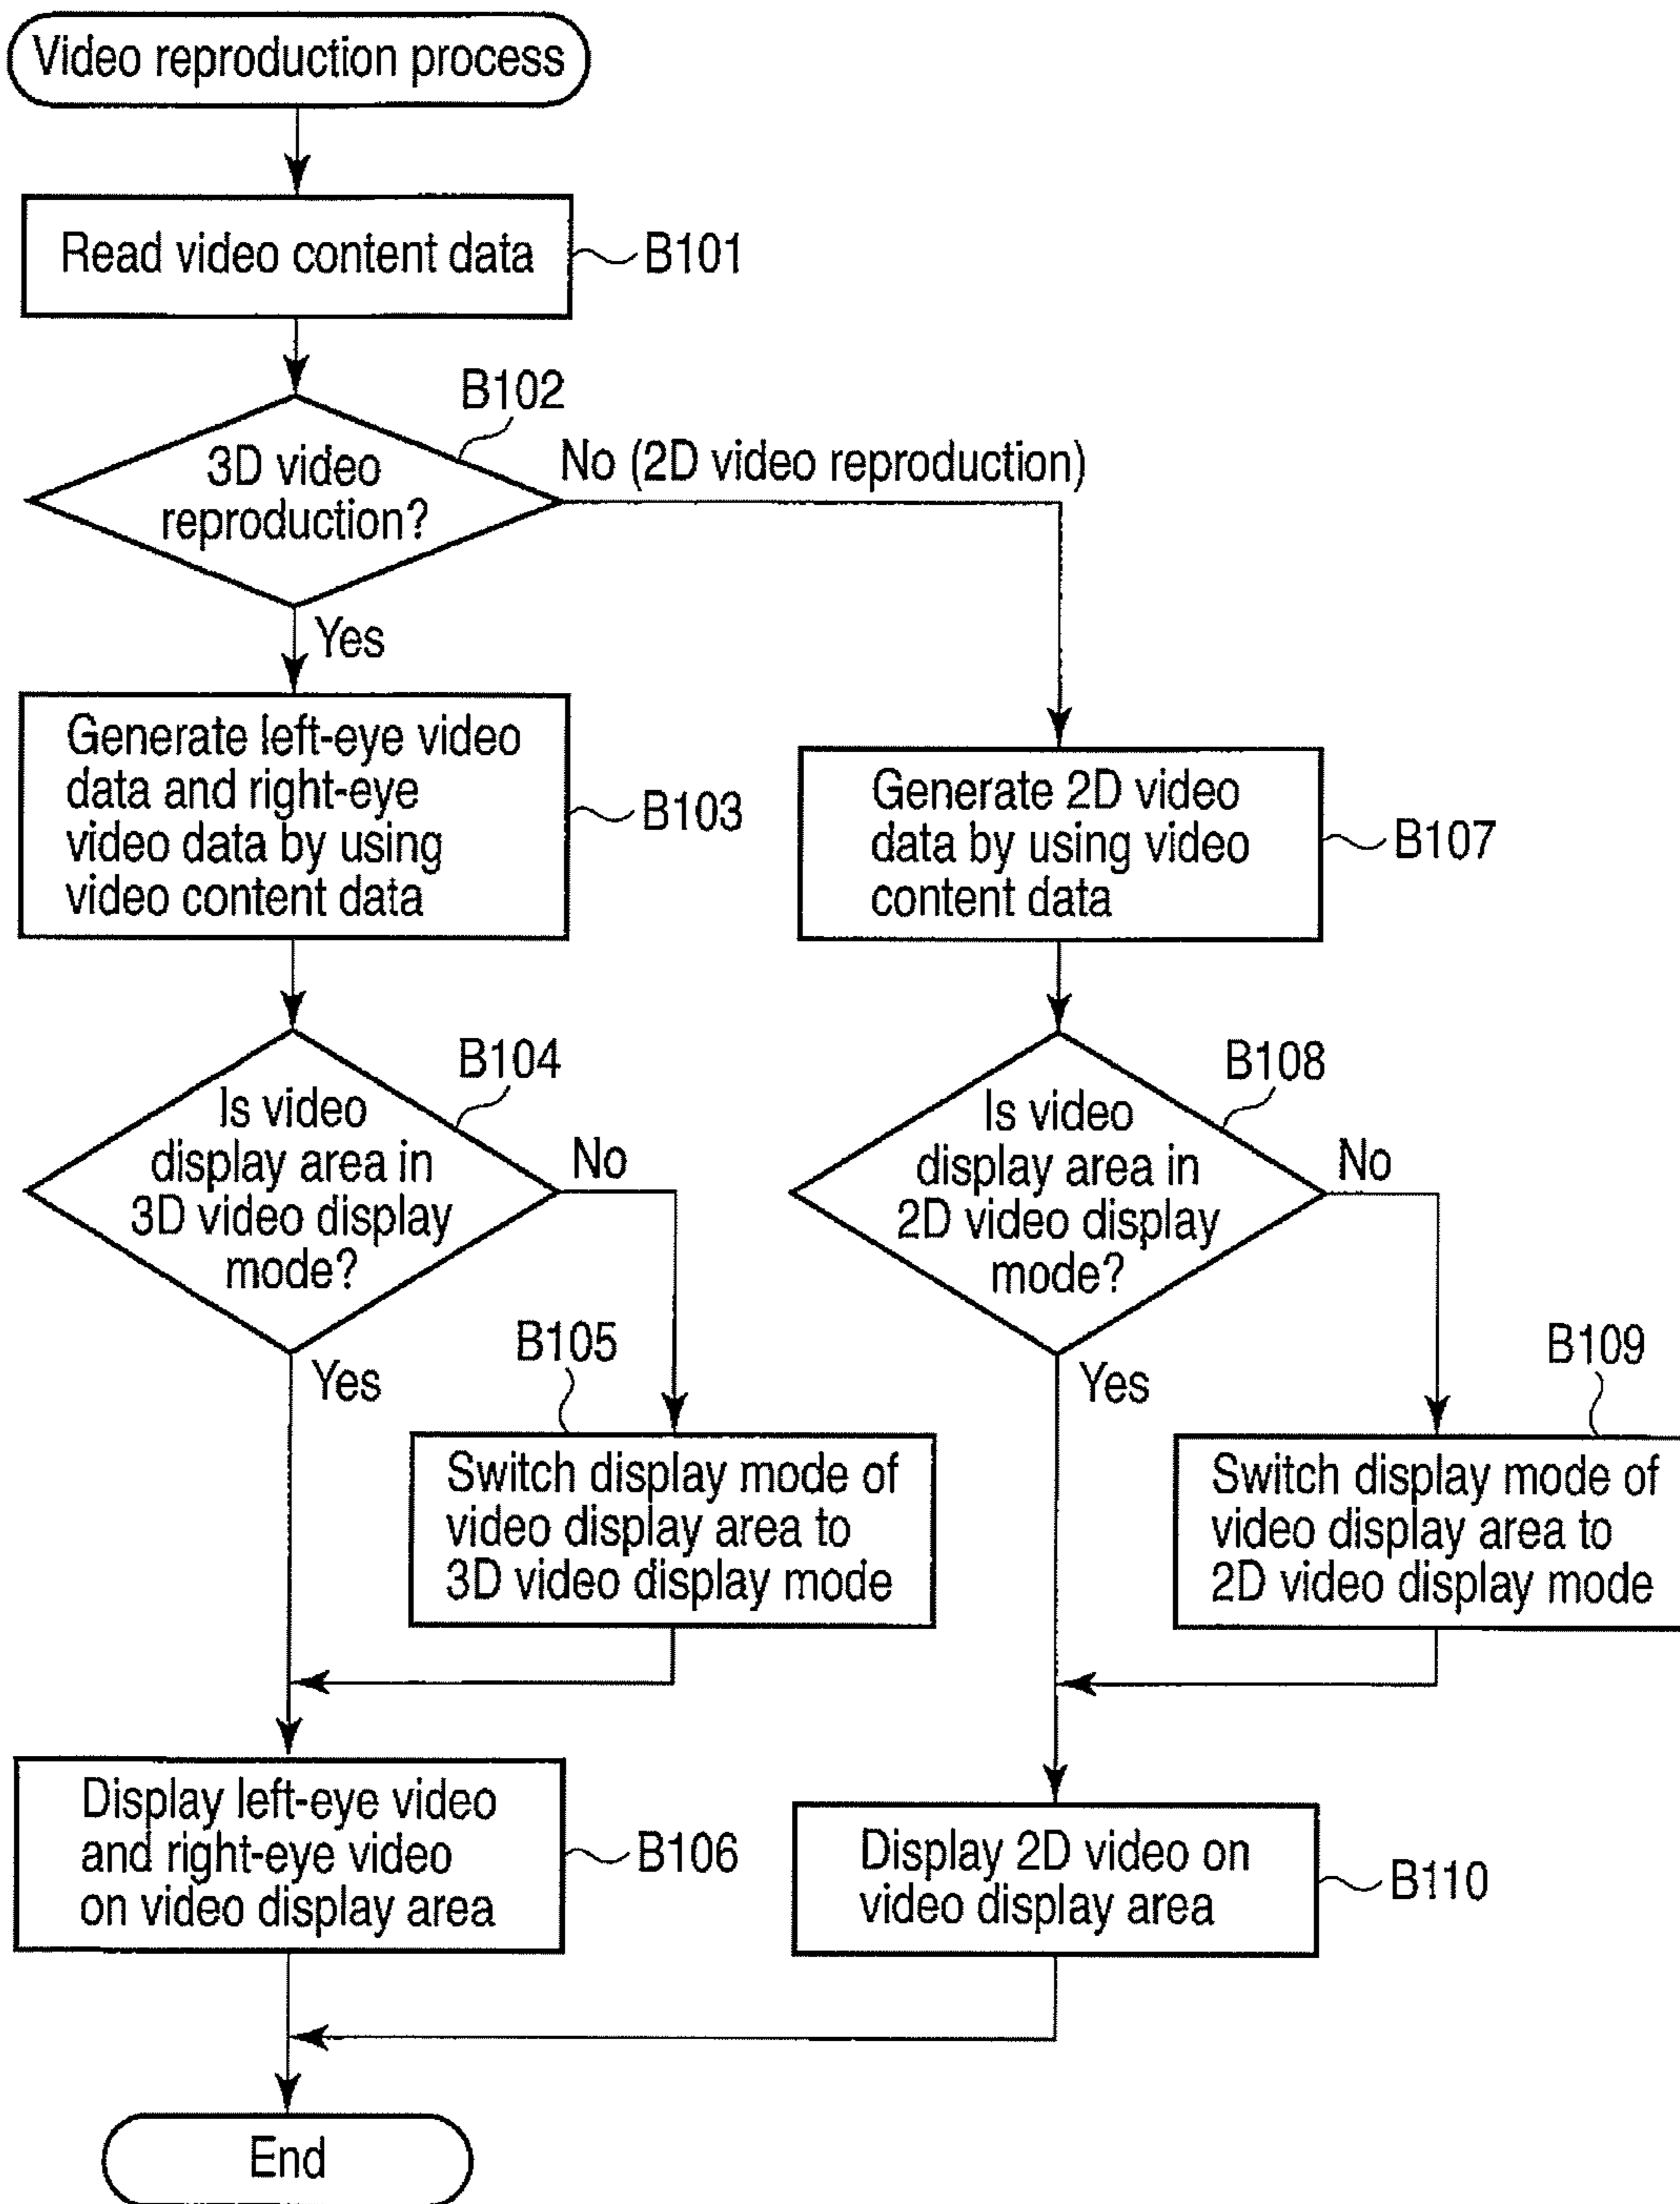 Video reproduction process
Read video content data
B101
B102
3D video
reproduction?
No (2D video reproduction)
Yes
Generate left-eye video
data and right-eye
video data by using
video content data
B103
Generate 2D video
data by using video
content data
B107
B104
Is video
display area in
3D video display
mode?
No
Yes
B108
Is video
display area in
2D video display
mode?
No
Yes
B105
Switch display mode of
video display area to
3D video display mode
B109
Switch display mode of
video display area to
2D video display mode
Display left-eye video
and right-eye video
on video display area
B106
Display 2D video on
video display area
B110
End